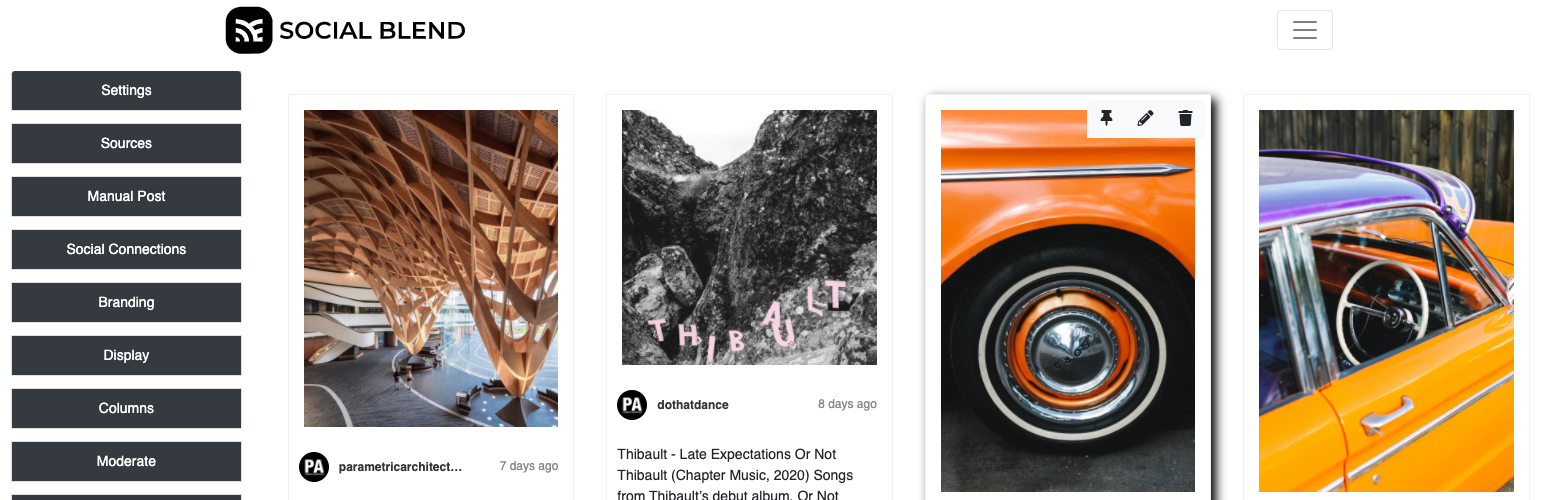 SOCIAL BLEND
Settings
Sources
Manual Post
Social Connections
Branding
Display
Columns
Moderate
PA
parametricarchitect...
7 days ago
THIBAULT
PA
dothatdance
8 days ago
Thibault - Late Expectations Or Not
Thibault (Chapter Music, 2020) Songs
from Thibault's debut album, Or Not